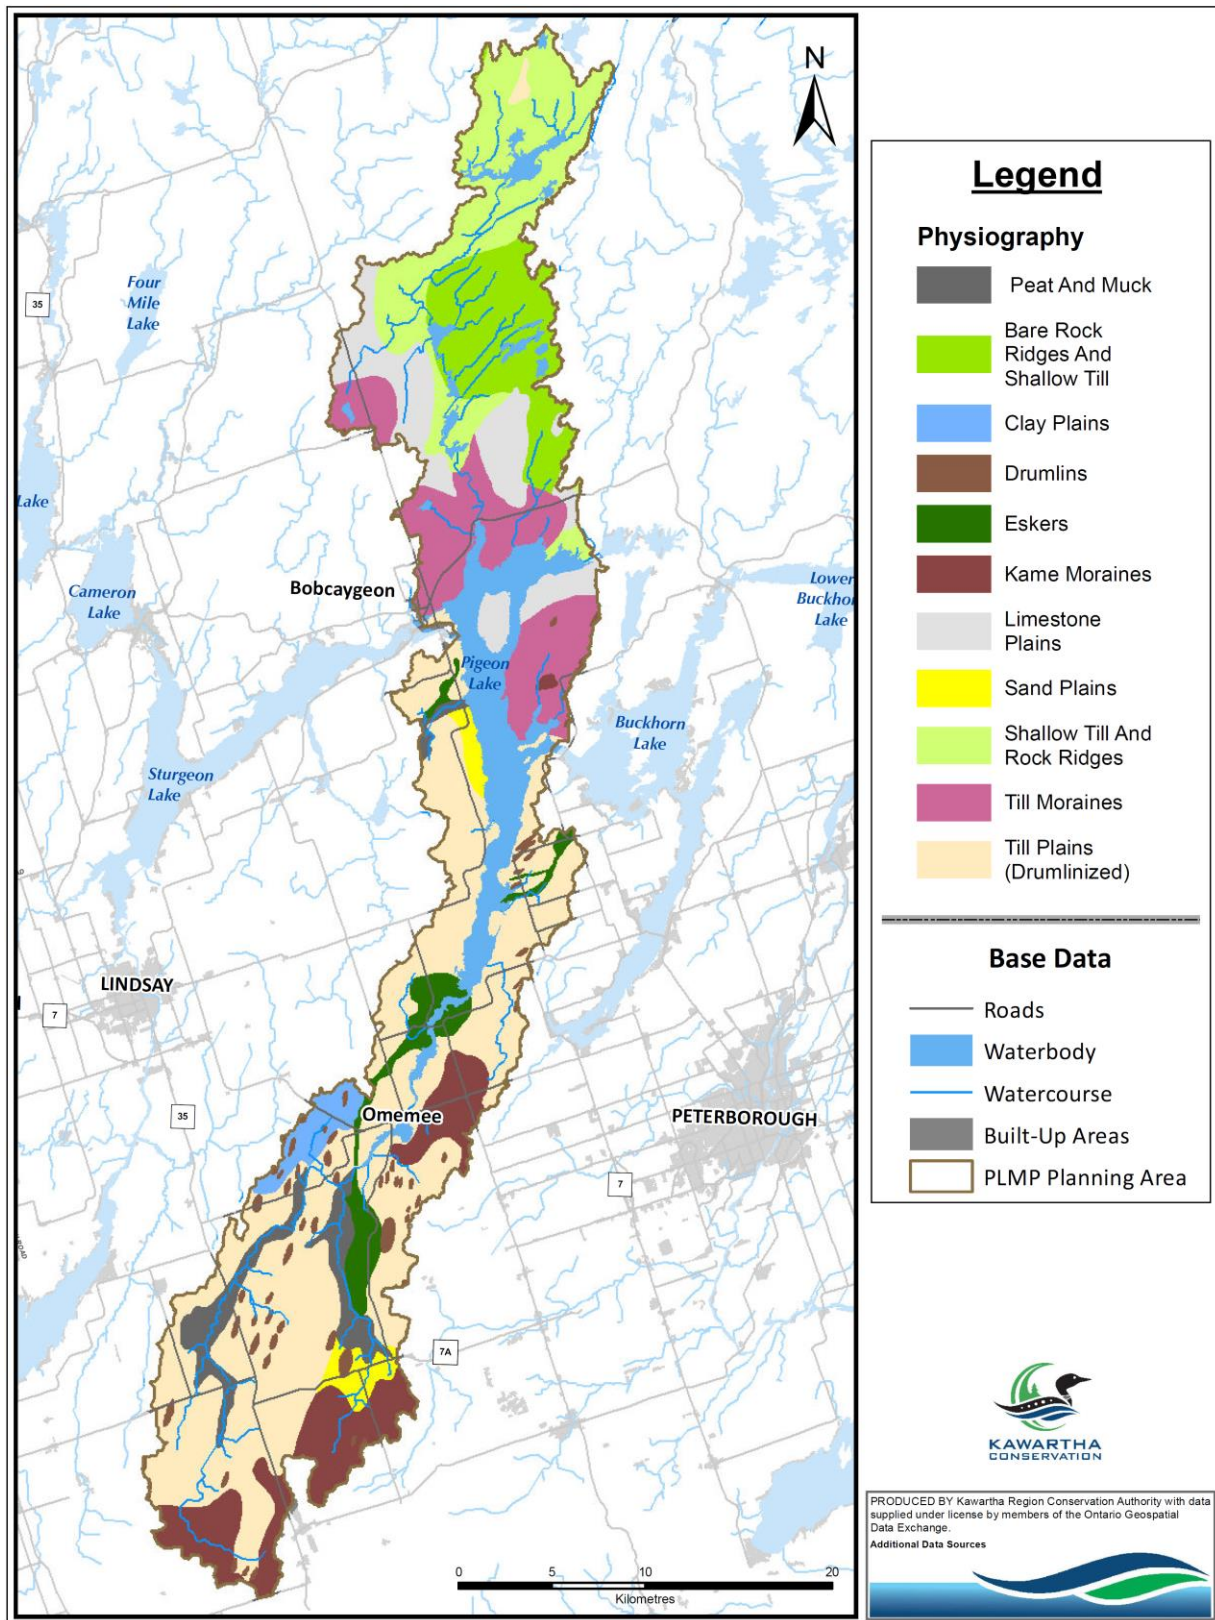 N
35
Four
Mile
Lake
Lake
Cameron
Lake
Bobcaygeon
Lower
Buckhor
Lake
Pigeon
Lake
Buckhorn
Lake
Sturgeon
Lake
LINDSAY
7
35
Omemee
PETERBOROUGH
7
7A
0
5
10
20
Kilometres
Legend
Physiography
Peat And Muck
Bare Rock
Ridges And
Shallow Till
Clay Plains
Drumlins
Eskers
Kame Moraines
Limestone
Plains
Sand Plains
Shallow Till And
Rock Ridges
Till Moraines
Till Plains
(Drumlinized)
Base Data
Roads
Waterbody
Watercourse
Built-Up Areas
PLMP Planning Area
KAWARTHA
CONSERVATION
PRODUCED BY Kawartha Region Conservation Authority with data
supplied under license by members of the Ontario Geospatial
Data Exchange.
Additional Data Sources